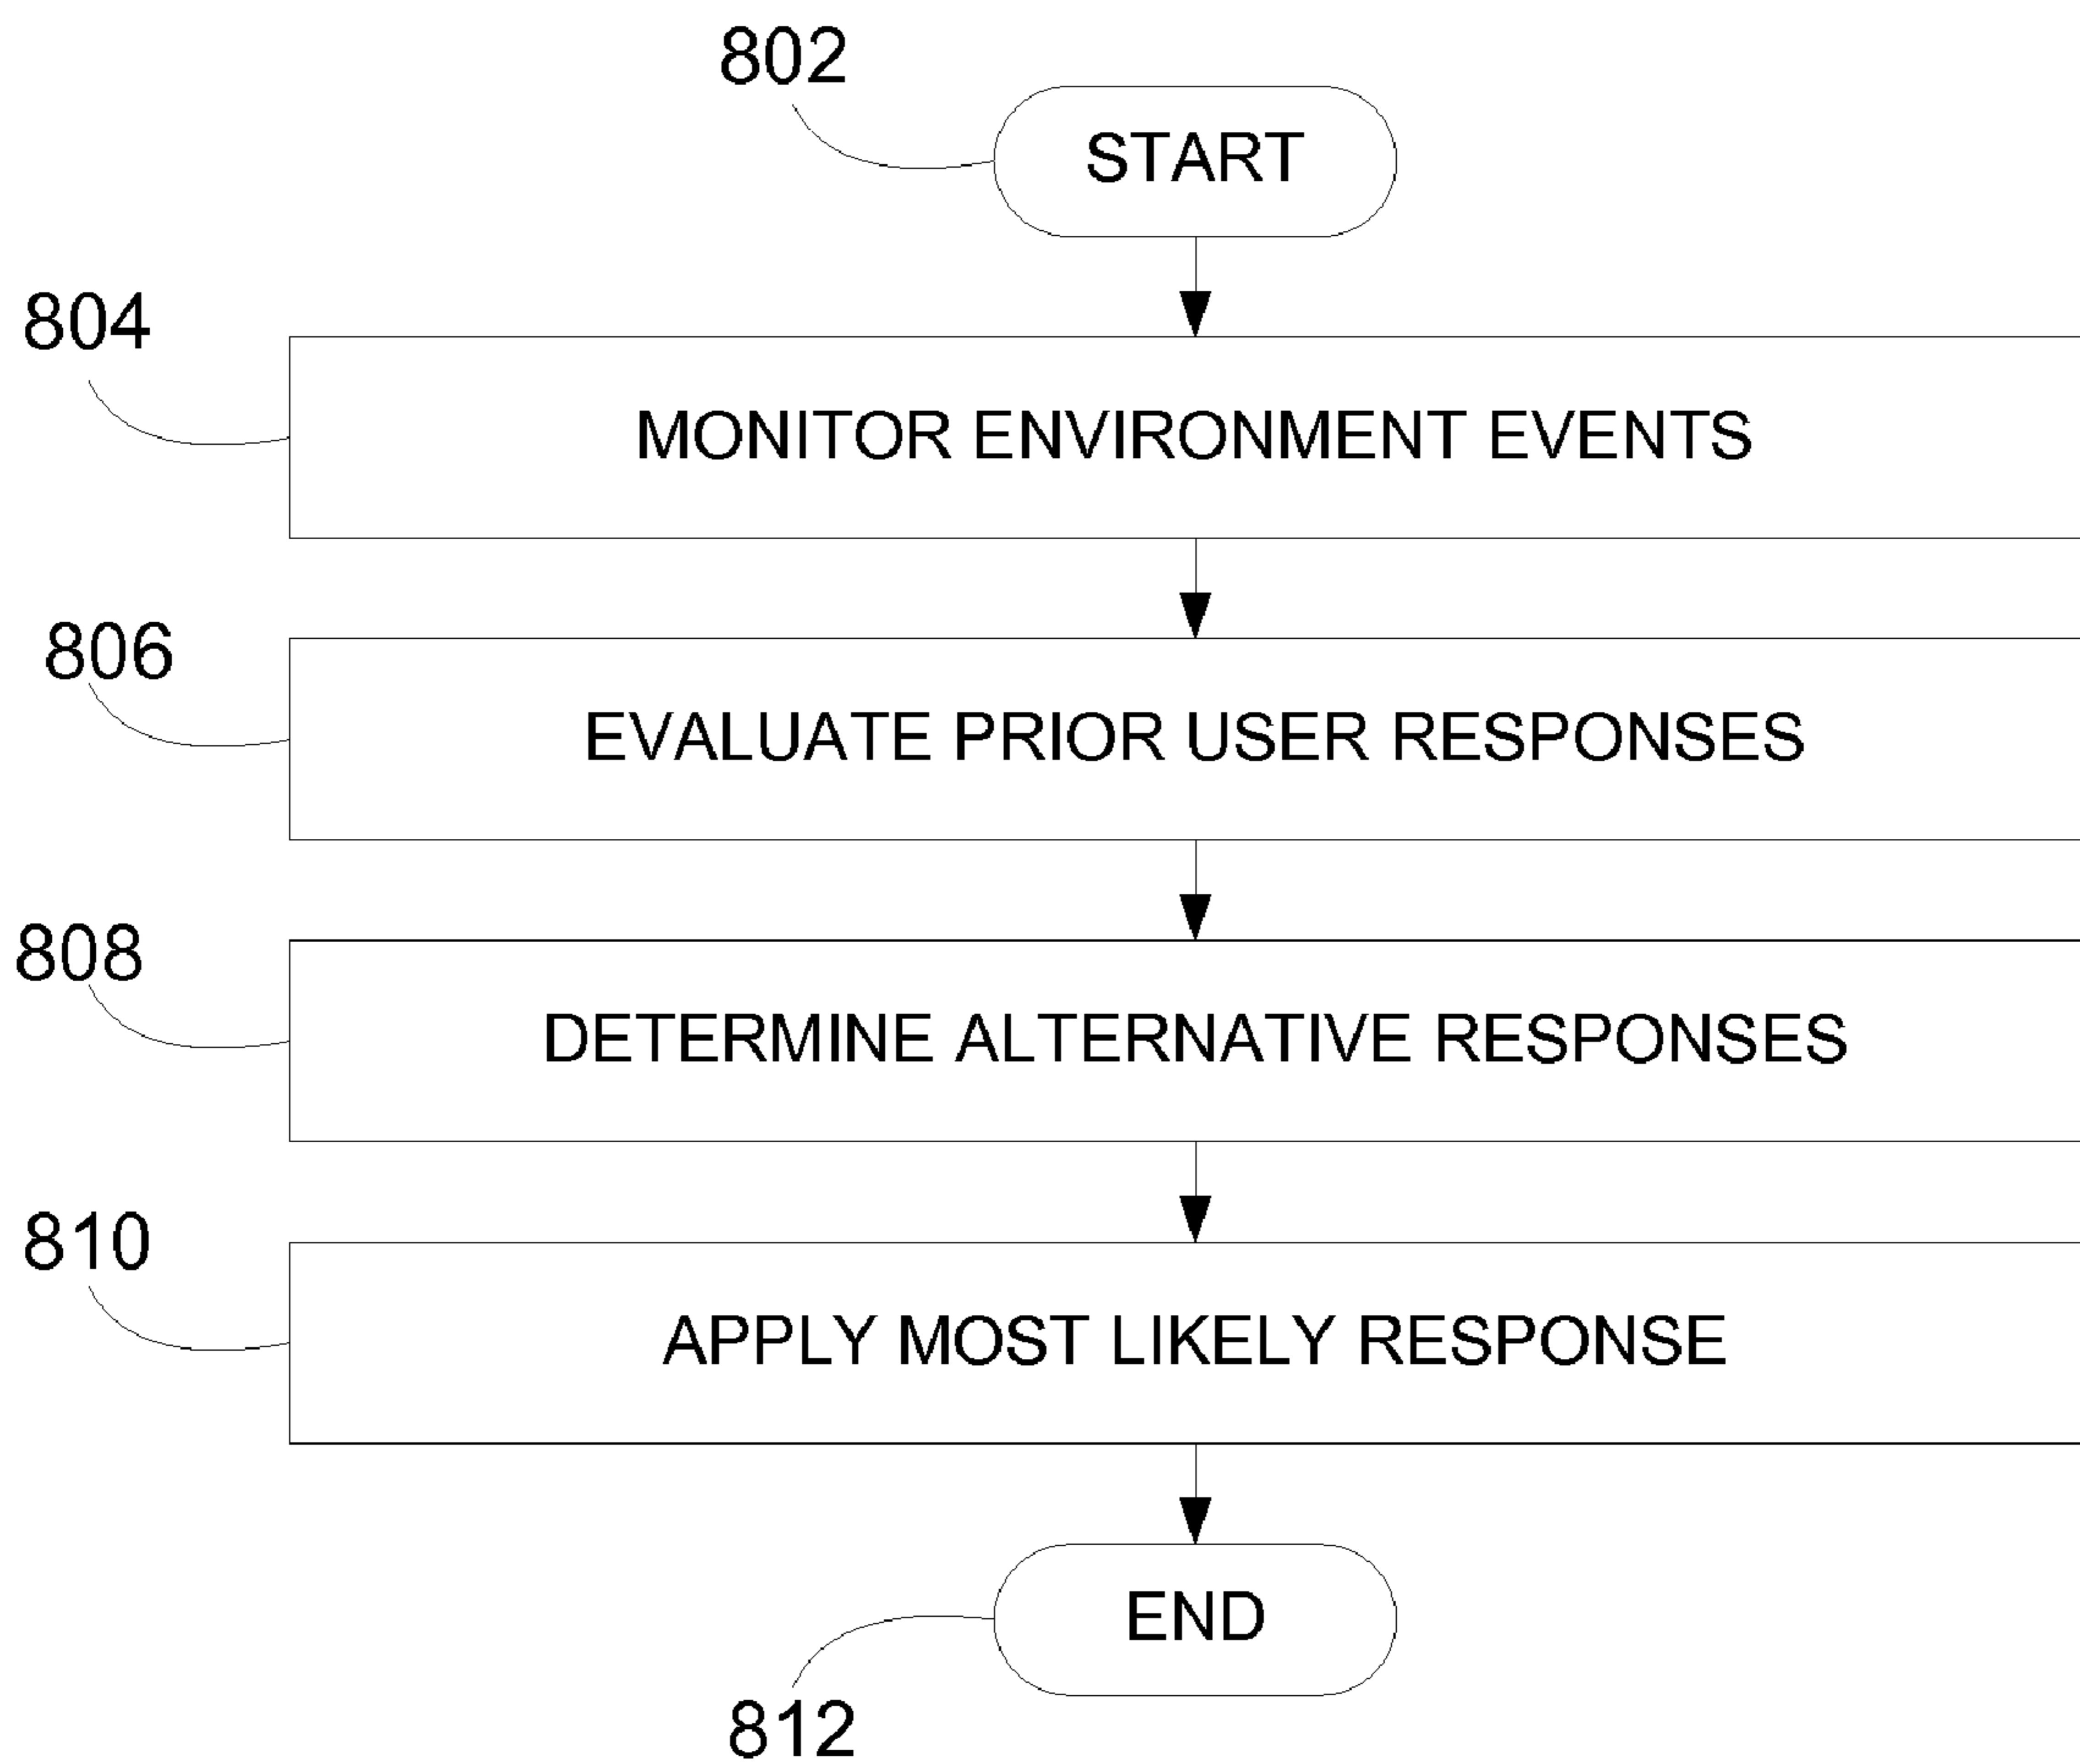 802
START
804
MONITOR ENVIRONMENT EVENTS
806
EVALUATE PRIOR USER RESPONSES
808
DETERMINE ALTERNATIVE RESPONSES
810
APPLY MOST LIKELY RESPONSE
END
812